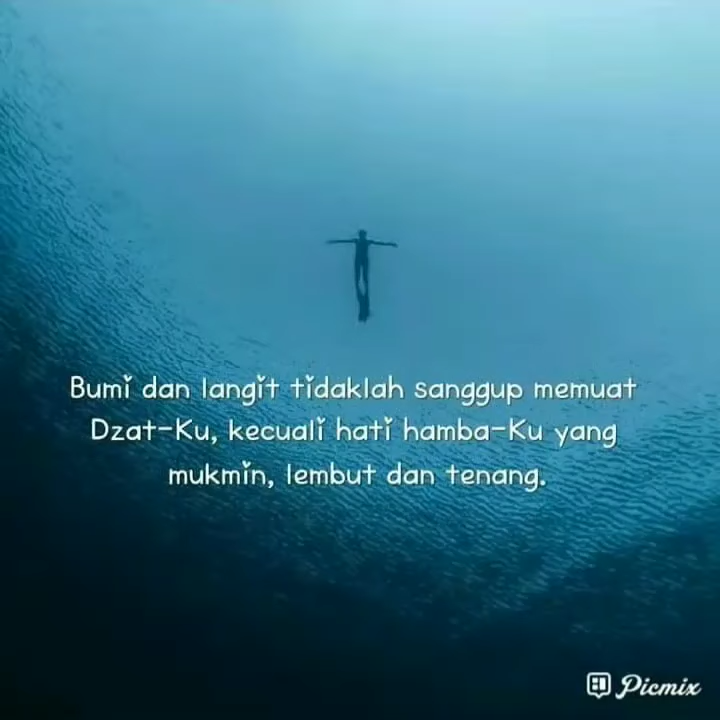 Bumi dan langit tidaklah sanggup memuat
Dzat-Ku, kecuali hati hamba-Ku yang
mukmin, lembut dan tenang.
Picmix